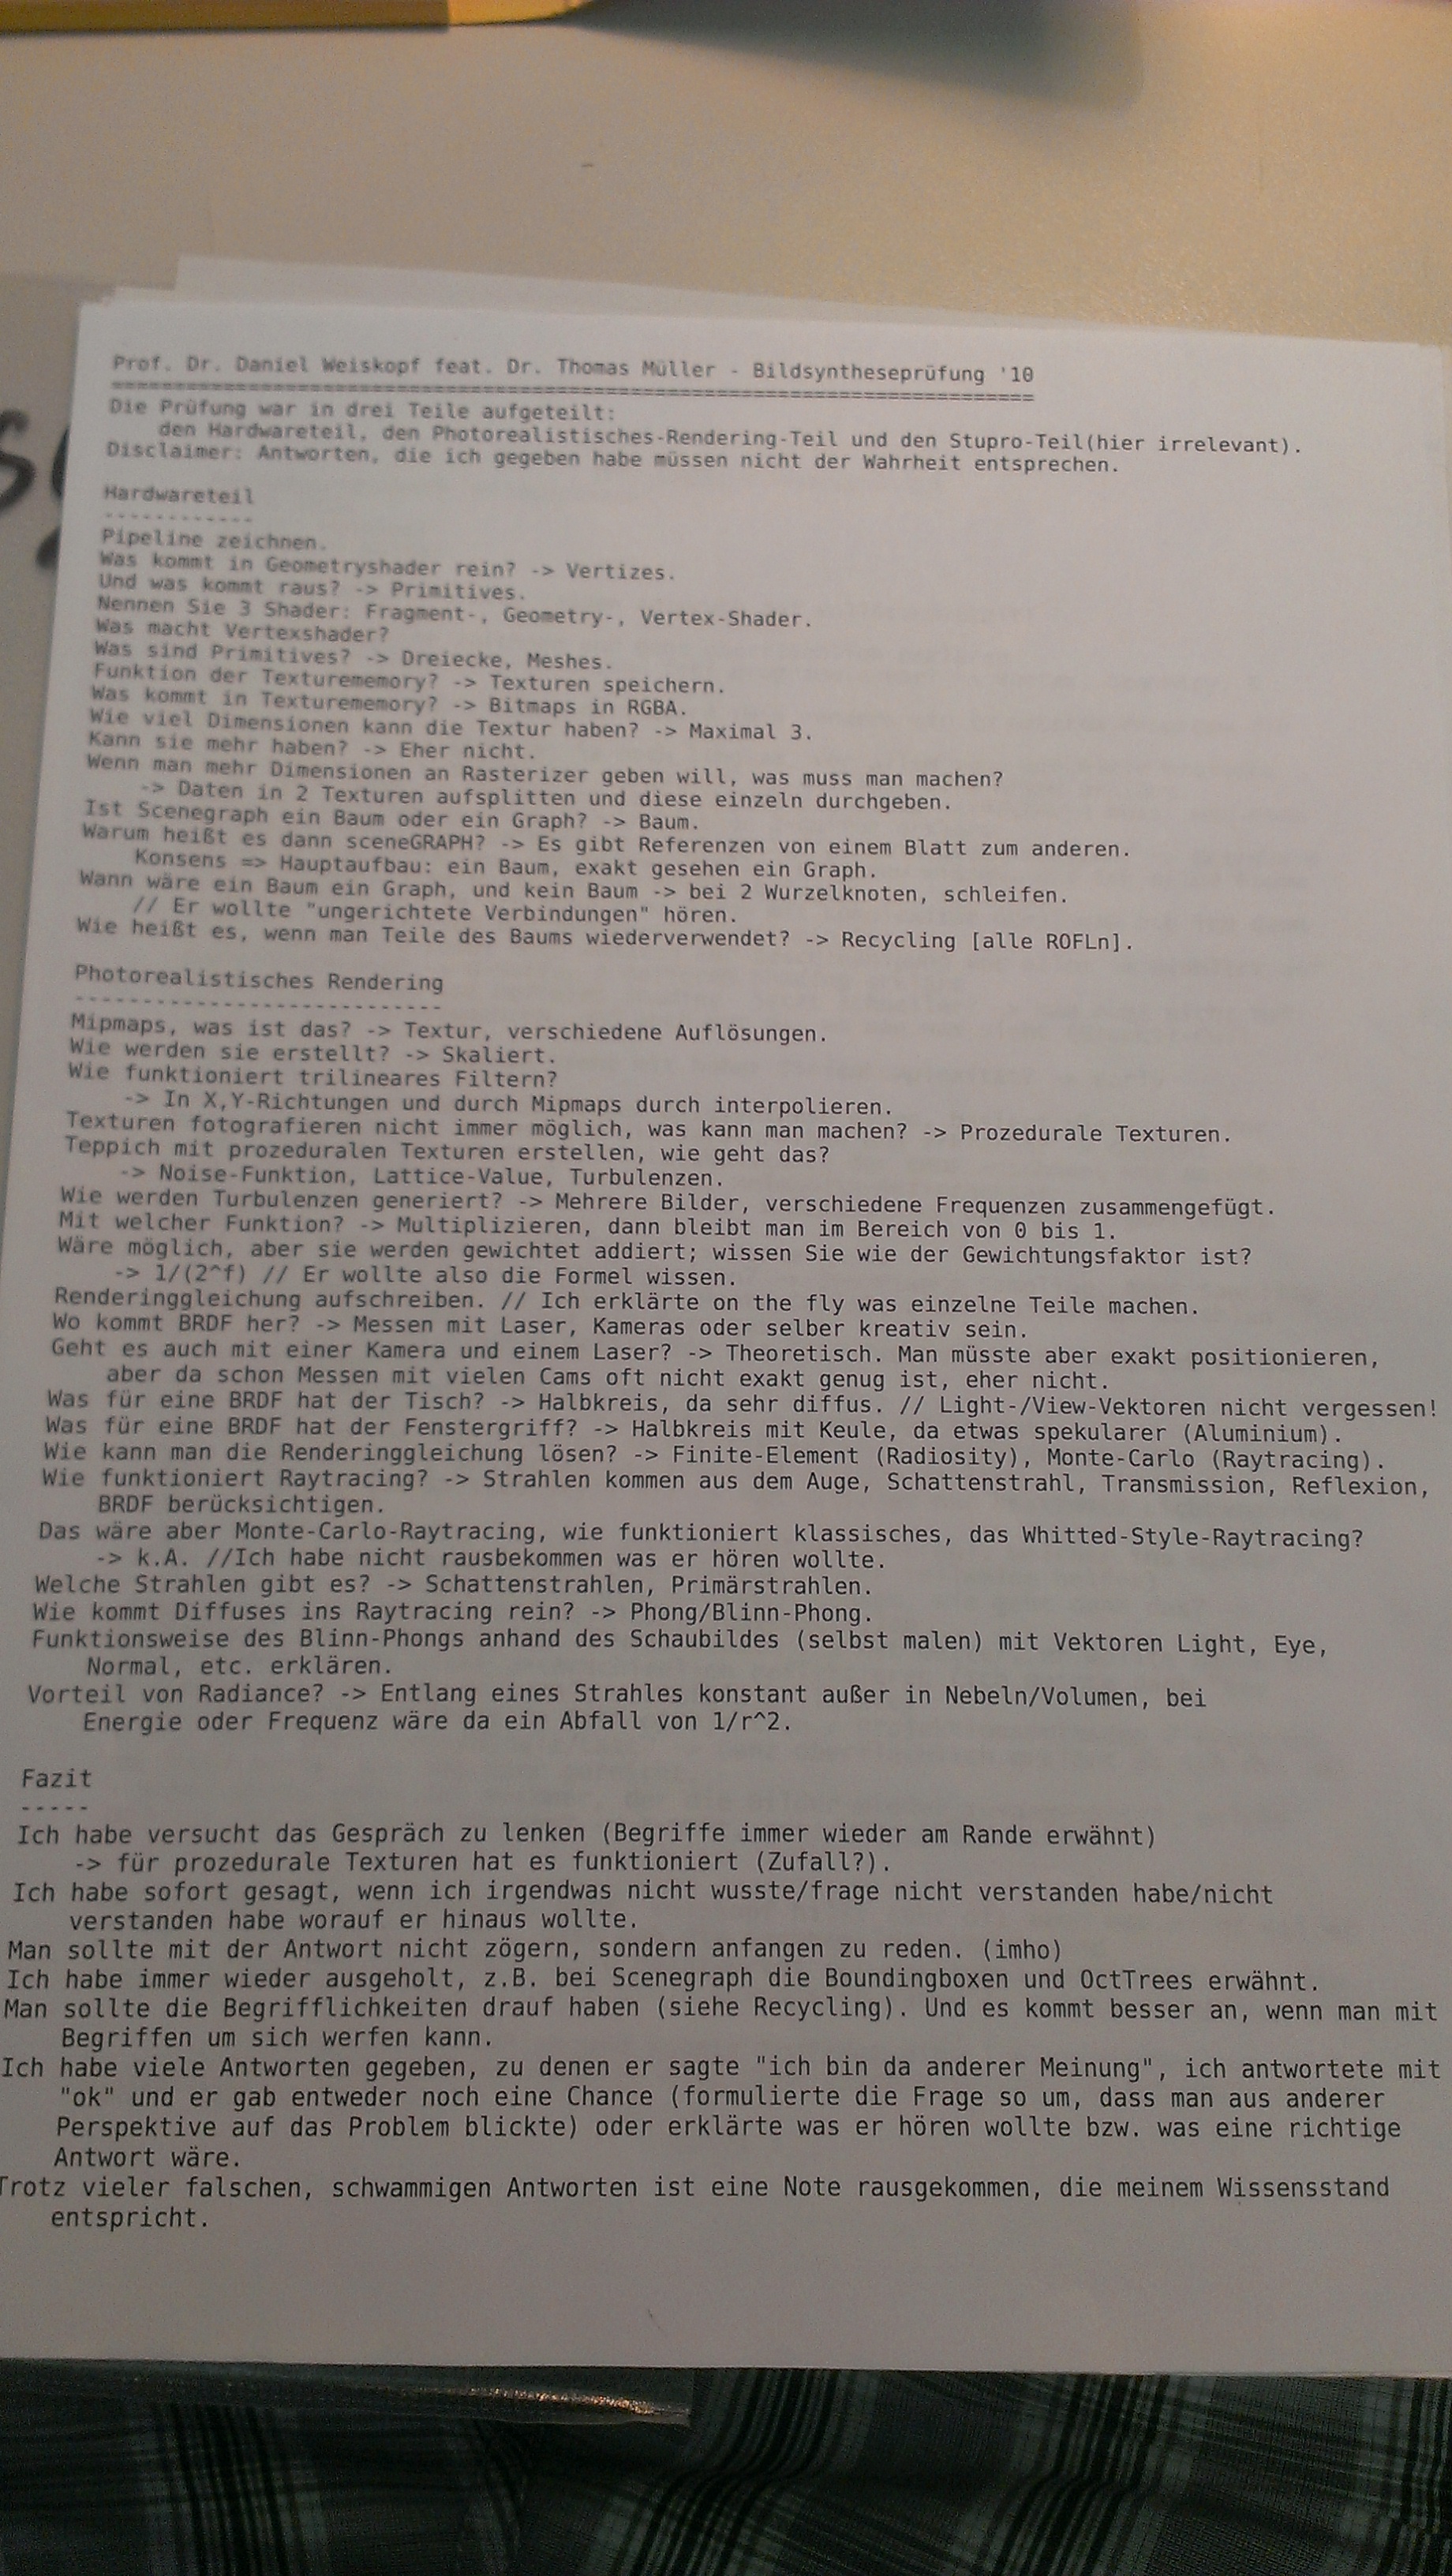 Prof. Dr. Daniel Weiskopf feat. Dr. Thomas Müller - Bildsyntheseprüfung '10
===========================================================================
Die Prüfung war in drei Teile aufgeteilt:
den Hardwareteil, den Photorealistisches-Rendering-Teil und den Stupro-Teil(hier irrelevant).
Disclaimer: Antworten, die ich gegeben habe müssen nicht der Wahrheit entsprechen.
Hardwareteil
------------
Pipeline zeichnen.
Was kommt in Geometryshader rein? -> Vertizes.
Und was kommt raus? -> Primitives.
Nennen Sie 3 Shader: Fragment-, Geometry-, Vertex-Shader.
Was macht Vertexshader?
Was sind Primitives? -> Dreiecke, Meshes.
Funktion der Texturememory? -> Texturen speichern.
Was kommt in Texturememory? -> Bitmaps in RGBA.
Wie viel Dimensionen kann die Textur haben? -> Maximal 3.
Kann sie mehr haben? -> Eher nicht.
Wenn man mehr Dimensionen an Rasterizer geben will, was muss man machen?
-> Daten in 2 Texturen aufsplitten und diese einzeln durchgeben.
Ist Scenegraph ein Baum oder ein Graph? -> Baum.
Warum heißt es dann sceneGRAPH? -> Es gibt Referenzen von einem Blatt zum anderen.
Konsens => Hauptaufbau: ein Baum, exakt gesehen ein Graph.
Wann wäre ein Baum ein Graph, und kein Baum -> bei 2 Wurzelknoten, schleifen.
// Er wollte "ungerichtete Verbindungen" hören.
Wie heißt es, wenn man Teile des Baums wiederverwendet? -> Recycling [alle ROFLn].
Photorealistisches Rendering
---------------------------
Mipmaps, was ist das? -> Textur, verschiedene Auflösungen.
Wie werden sie erstellt? -> Skaliert.
Wie funktioniert trilineares Filtern?
-> In X,Y-Richtungen und durch Mipmaps durch interpolieren.
Texturen fotografieren nicht immer möglich, was kann man machen? -> Prozedurale Texturen.
Teppich mit prozeduralen Texturen erstellen, wie geht das?
-> Noise-Funktion, Lattice-Value, Turbulenzen.
Wie werden Turbulenzen generiert? -> Mehrere Bilder, verschiedene Frequenzen zusammengefügt.
Mit welcher Funktion? -> Multiplizieren, dann bleibt man im Bereich von 0 bis 1.
Wäre möglich, aber sie werden gewichtet addiert; wissen Sie wie der Gewichtungsfaktor ist?
-> 1/(2^f) // Er wollte also die Formel wissen.
Renderinggleichung aufschreiben. // Ich erklärte on the fly was einzelne Teile machen.
Wo kommt BRDF her? -> Messen mit Laser, Kameras oder selber kreativ sein.
Geht es auch mit einer Kamera und einem Laser? -> Theoretisch. Man müsste aber exakt positionieren,
aber da schon Messen mit vielen Cams oft nicht exakt genug ist, eher nicht.
Was für eine BRDF hat der Tisch? -> Halbkreis, da sehr diffus. // Light-/View-Vektoren nicht vergessen!
Was für eine BRDF hat der Fenstergriff? -> Halbkreis mit Keule, da etwas spekularer (Aluminium).
Wie kann man die Renderinggleichung lösen? -> Finite-Element (Radiosity), Monte-Carlo (Raytracing).
Wie funktioniert Raytracing? -> Strahlen kommen aus dem Auge, Schattenstrahl, Transmission, Reflexion,
BRDF berücksichtigen.
Das wäre aber Monte-Carlo-Raytracing, wie funktioniert klassisches, das Whitted-Style-Raytracing?
-> k.A. //Ich habe nicht rausbekommen was er hören wollte.
Welche Strahlen gibt es? -> Schattenstrahlen, Primärstrahlen.
Wie kommt Diffuses ins Raytracing rein? -> Phong/Blinn-Phong.
Funktionsweise des Blinn-Phongs anhand des Schaubildes (selbst malen) mit Vektoren Light, Eye,
Normal, etc. erklären.
Vorteil von Radiance? -> Entlang eines Strahles konstant außer in Nebeln/Volumen, bei
Energie oder Frequenz wäre da ein Abfall von 1/r^2.
Fazit
-----
Ich habe versucht das Gespräch zu lenken (Begriffe immer wieder am Rande erwähnt)
-> für prozedurale Texturen hat es funktioniert (Zufall?).
Ich habe sofort gesagt, wenn ich irgendwas nicht wusste/frage nicht verstanden habe/nicht
verstanden habe worauf er hinaus wollte.
Man sollte mit der Antwort nicht zögern, sondern anfangen zu reden. (imho)
Ich habe immer wieder ausgeholt, z.B. bei Scenegraph die Boundingboxen und OctTrees erwähnt.
Man sollte die Begrifflichkeiten drauf haben (siehe Recycling). Und es kommt besser an, wenn man mit
Begriffen um sich werfen kann.
Ich habe viele Antworten gegeben, zu denen er sagte "ich bin da anderer Meinung", ich antwortete mit
"ok" und er gab entweder noch eine Chance (formulierte die Frage so um, dass man aus anderer
Perspektive auf das Problem blickte) oder erklärte was er hören wollte bzw. was eine richtige
Antwort wäre.
Trotz vieler falschen, schwammigen Antworten ist eine Note rausgekommen, die meinem Wissensstand
entspricht.